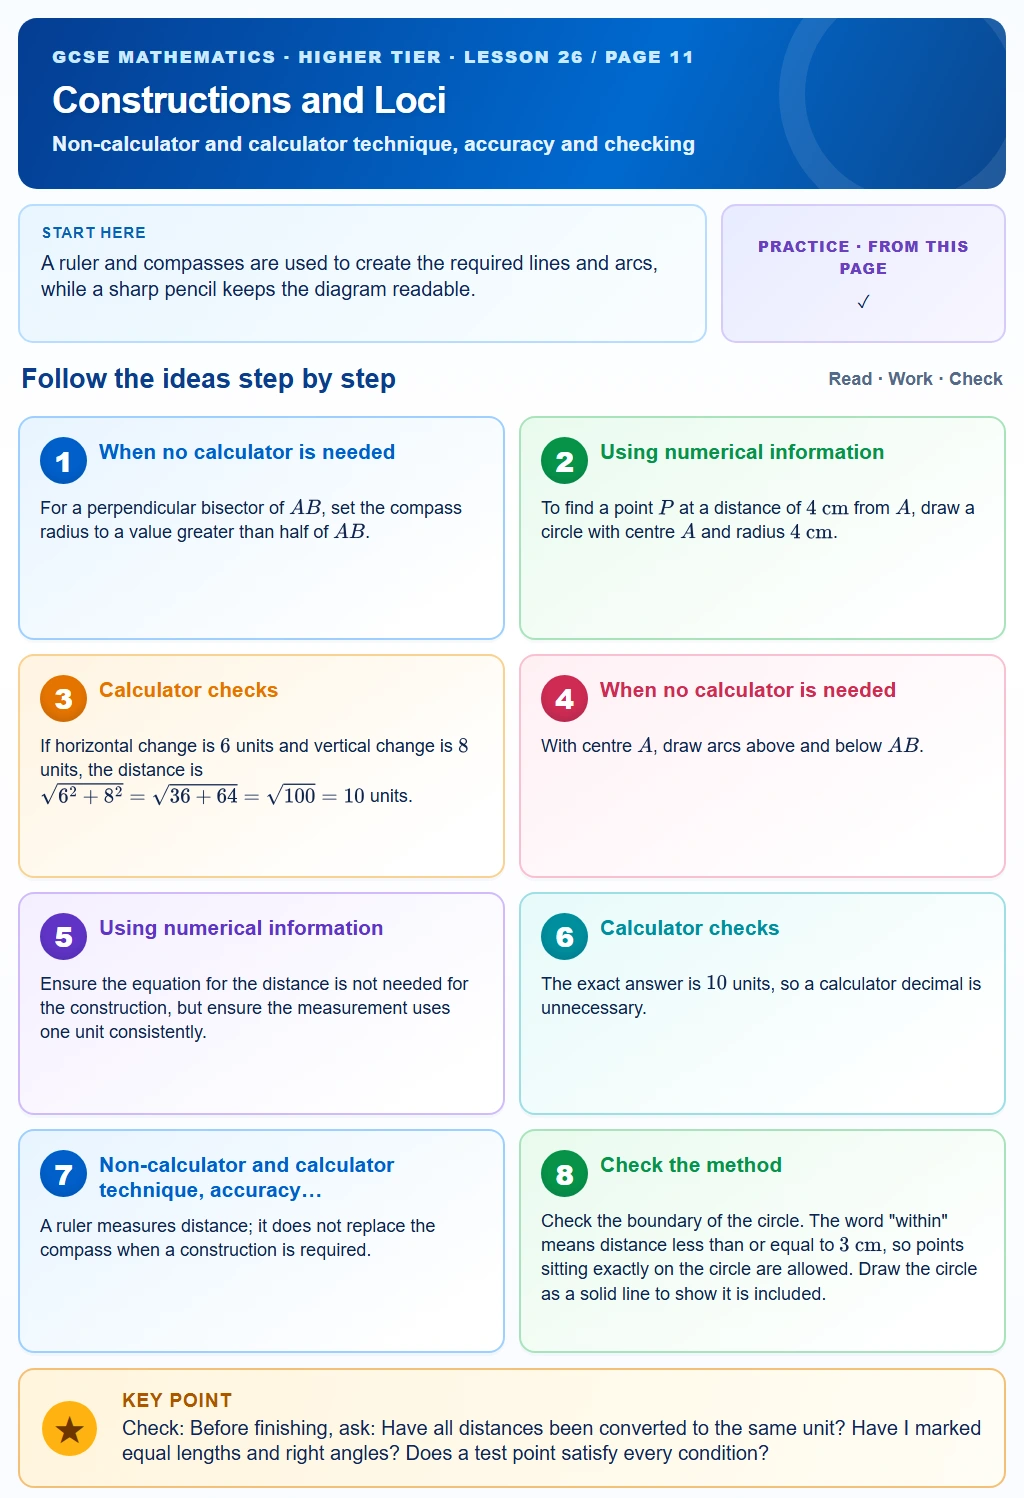 GCSE MATHEMATICS · HIGHER TIER · LESSON 26 / PAGE 11
Constructions and Loci
Non-calculator and calculator technique, accuracy and checking
START HERE
A ruler and compasses are used to create the required lines and arcs,
while a sharp pencil keeps the diagram readable.
PRACTICE · FROM THIS
PAGE
✓
Follow the ideas step by step
Read · Work · Check
1
When no calculator is needed
For a perpendicular bisector of AB, set the compass
radius to a value greater than half of AB.
2
Using numerical information
To find a point P at a distance of 4 cm from A, draw a
circle with centre A and radius 4 cm.
3
Calculator checks
If horizontal change is 6 units and vertical change is 8
units, the distance is
√(6² + 8²) = √(36 + 64) = √100 = 10 units.
4
When no calculator is needed
With centre A, draw arcs above and below AB.
5
Using numerical information
Ensure the equation for the distance is not needed for
the construction, but ensure the measurement uses
one unit consistently.
6
Calculator checks
The exact answer is 10 units, so a calculator decimal is
unnecessary.
7
Non-calculator and calculator
technique, accuracy…
A ruler measures distance; it does not replace the
compass when a construction is required.
8
Check the method
Check the boundary of the circle. The word "within"
means distance less than or equal to 3 cm, so points
sitting exactly on the circle are allowed. Draw the circle
as a solid line to show it is included.
KEY POINT
Check: Before finishing, ask: Have all distances been converted to the same unit? Have I marked
equal lengths and right angles? Does a test point satisfy every condition?